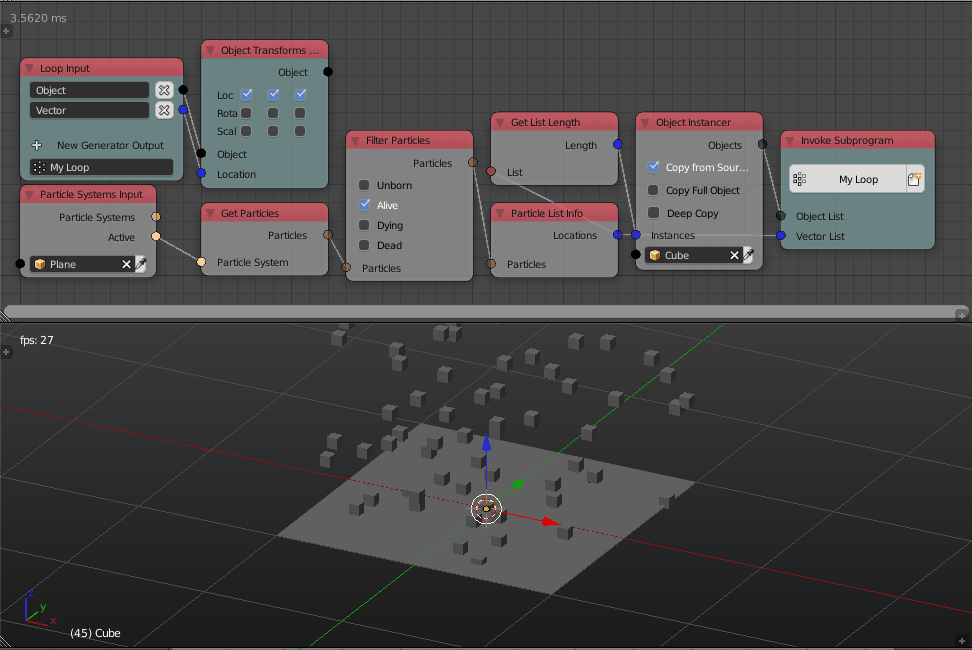 3.5620 ms
Loop Input
Object
Vector
New Generator Output
My Loop
Object Transforms ...
Object
Loc
Rota
Scal
Object
Location
Particle Systems Input
Particle Systems
Active
Plane
Get Particles
Particles
Particle System
Filter Particles
Particles
Unborn
Alive
Dying
Dead
Particles
Get List Length
Length
List
Particle List Info
Locations
Particles
Object Instancer
Objects
Copy from Sour...
Copy Full Object
Deep Copy
Instances
Cube
Invoke Subprogram
My Loop
Object List
Vector List
fps: 27
z
y
x
(45) Cube